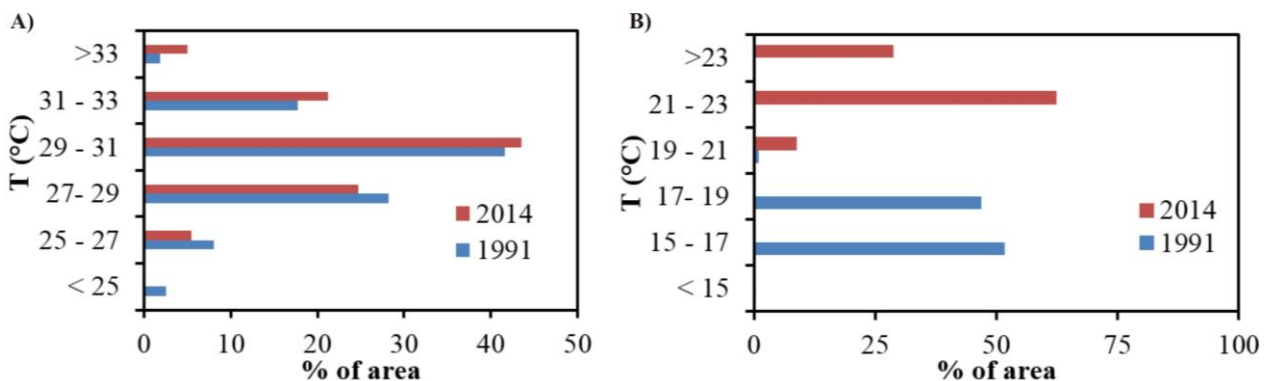 A)
T (°C)
>33
31 - 33
29 - 31
27- 29
25 - 27
< 25
2014
1991
0 10 20 30 40 50
% of area
B)
T (°C)
>23
21 - 23
19 - 21
17- 19
15 - 17
< 15
2014
1991
0 25 50 75 100
% of area